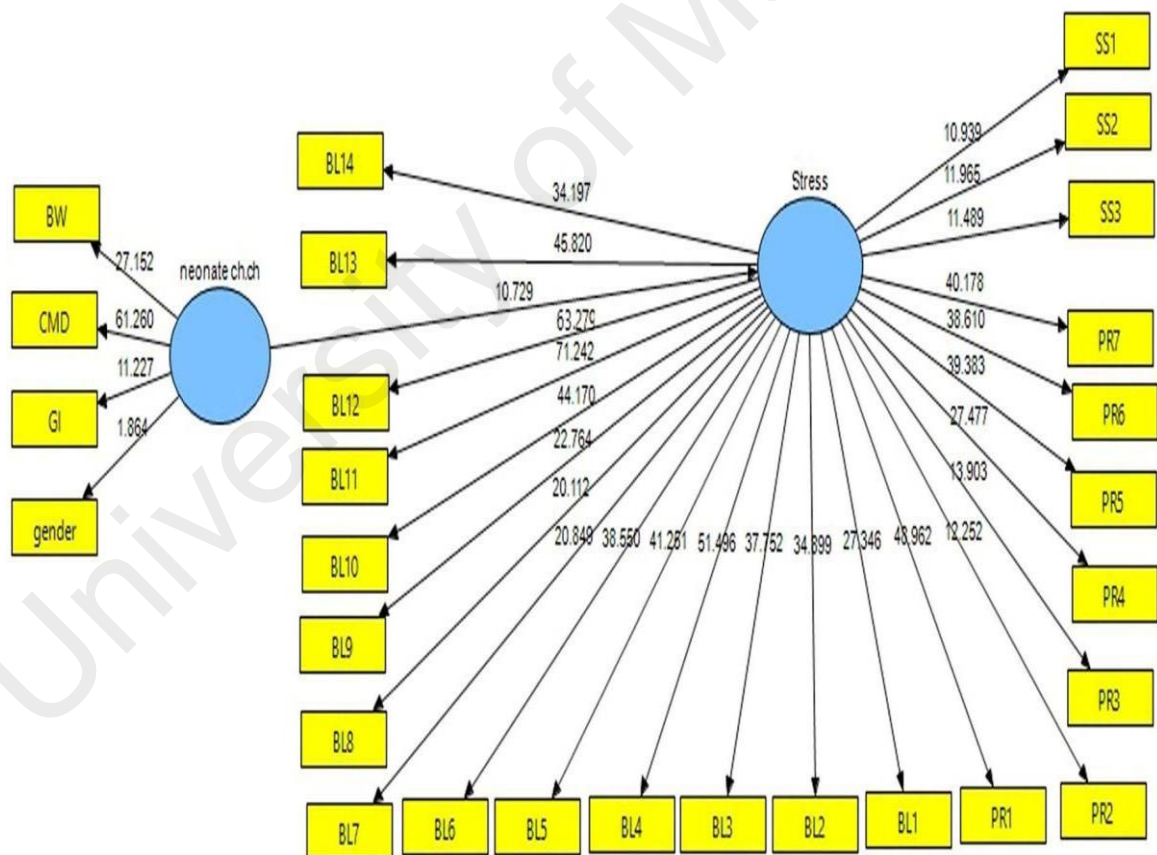 University of M
SS1
10.939
SS2
11.965
Stress
SS3
11.489
BL14
34.197
BW
27.152
neonate ch.ch
BL13
45.820
10.729
40.178
PR7
CMD
61.260
63.279
38.610
PR6
11.227
GI
BL12
71.242
39.383
PR5
1.864
BL11
44.170
27.477
gender
22.764
BL10
20.112
13.903
PR4
20.849 38.550 41.251 51.496 37.752 34.899 27.346 48.962 12.252
BL9
PR3
BL8
BL7 BL6 BL5 BL4 BL3 BL2 BL1 PR1 PR2